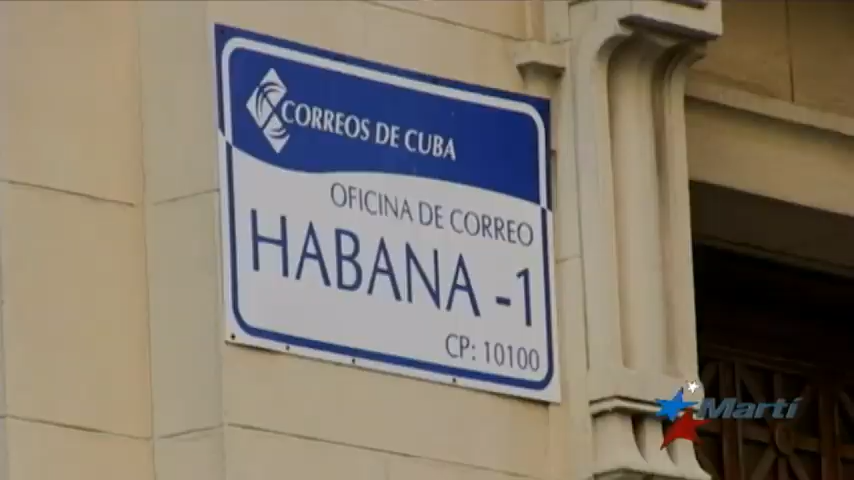 CORREOS DE CUBA
OFICINA DE CORREO
HABANA -1
CP: 10100
Martí